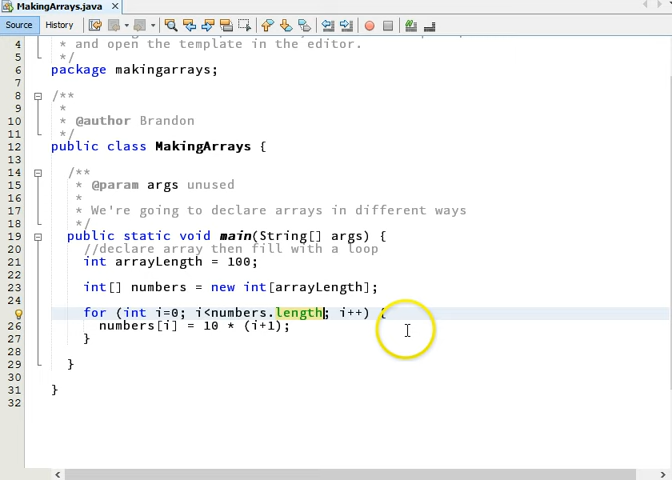 MakingArrays.java
Source History
4 * and open the template in the editor.
5 */
6 package makingarrays;
7
8 /**
9 *
10 * @author Brandon
11 */
12 public class MakingArrays {
13
14 /**
15 * @param args unused
16 *
17 * We're going to declare arrays in different ways
18 */
19 public static void main(String[] args) {
20 //declare array then fill with a loop
21 int arrayLength = 100;
22
23 int[] numbers = new int[arrayLength];
24
for (int i=0; i<numbers.length; i++) {
26 numbers[i] = 10 * (i+1);
27 }
28
29 }
30
31 }
32